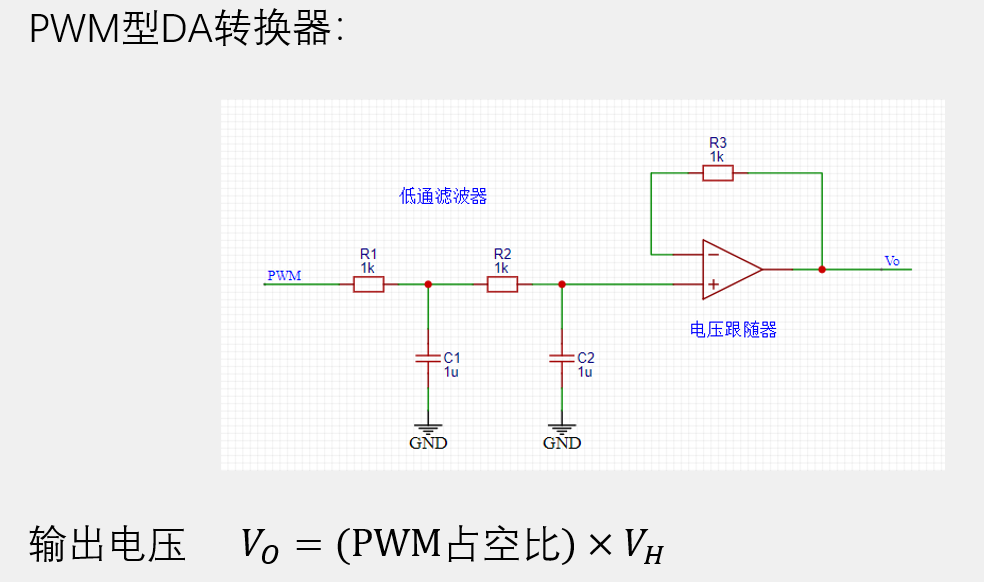 PWM型DA转换器：
R3
1k
低通滤波器
R1
1k
R2
1k
PWM
−
+
Vo
电压跟随器
C1
1u
C2
1u
GND
GND
输出电压 V_O = (PWM占空比) × V_H